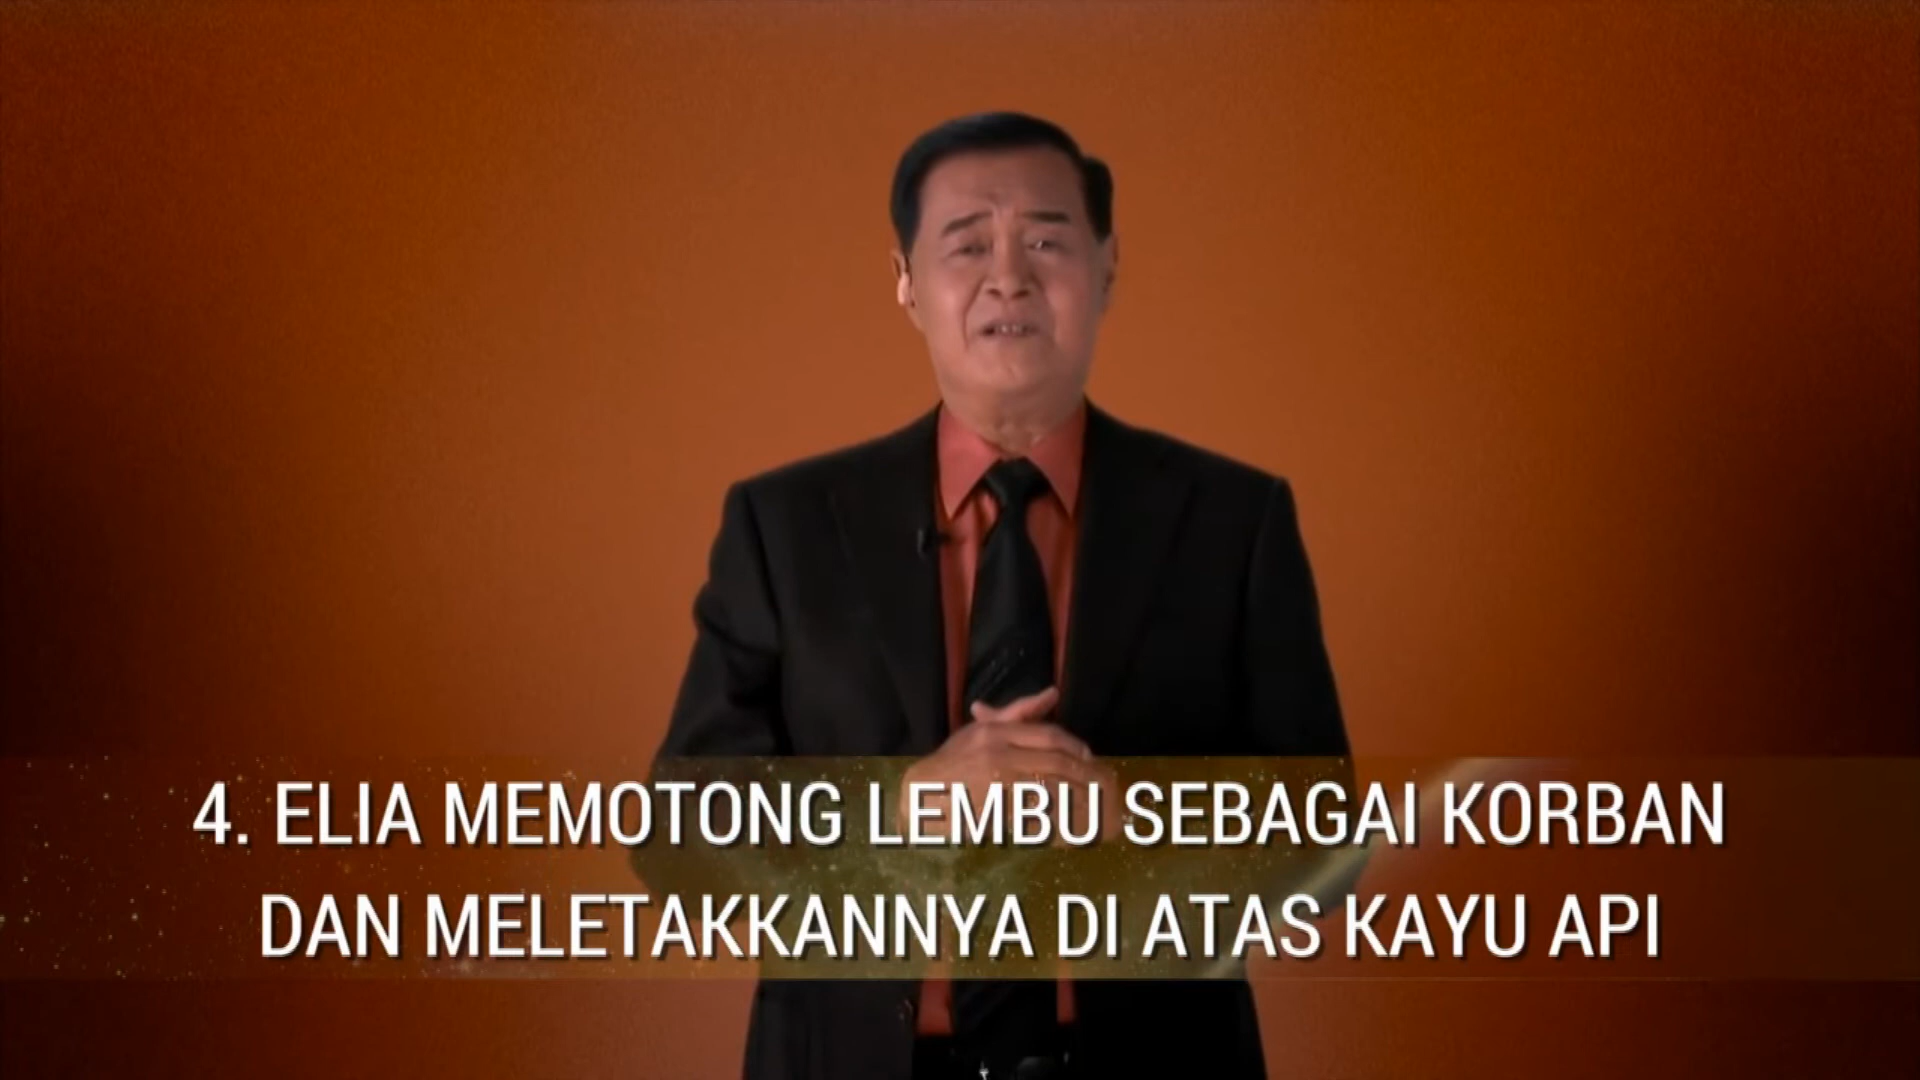 4. ELIA MEMOTONG LEMBU SEBAGAI KORBAN
DAN MELETAKKANNYA DI ATAS KAYU API